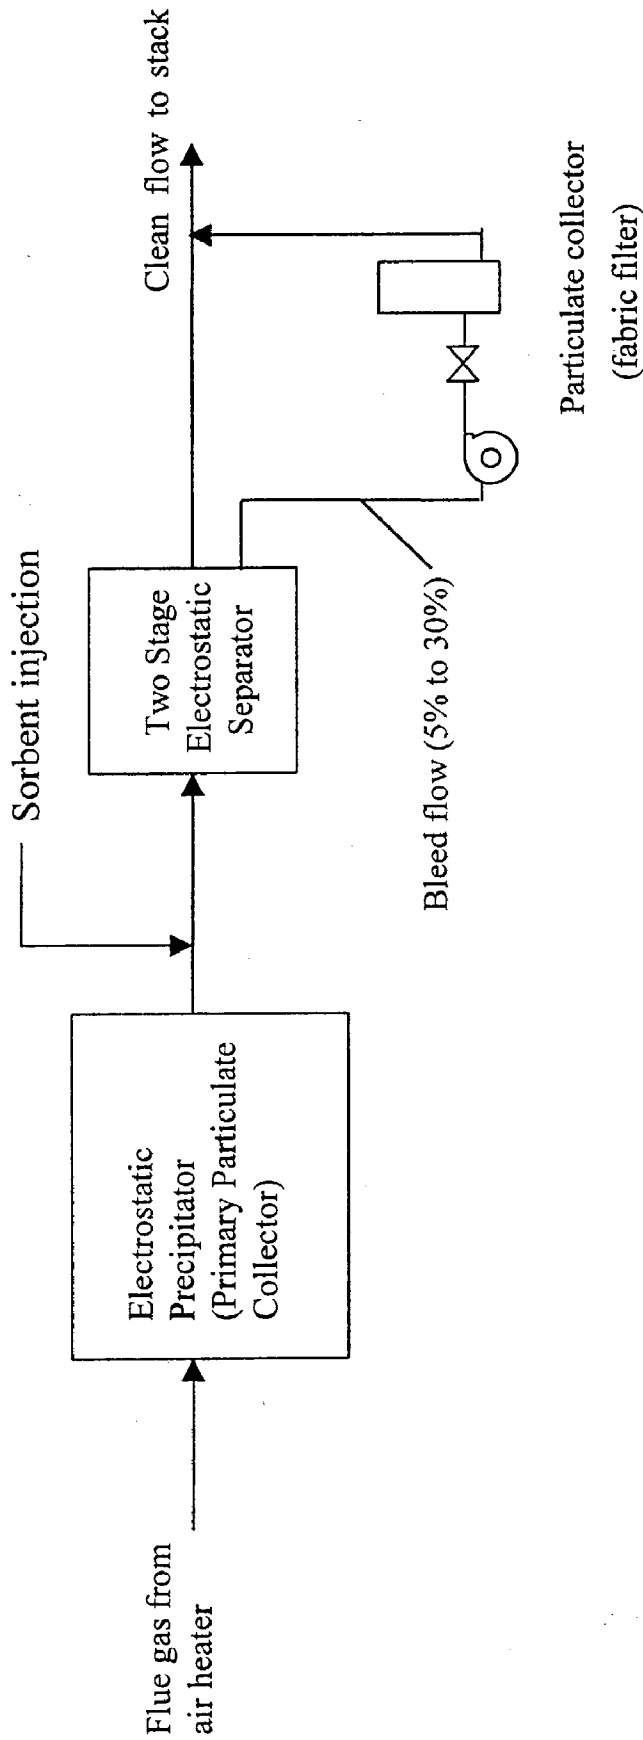 Flue gas from
air heater
Electrostatic
Precipitator
(Primary Particulate
Collector)
Sorbent injection
Two Stage
Electrostatic
Separator
Bleed flow (5% to 30%)
Clean flow to stack
Particulate collector
(fabric filter)